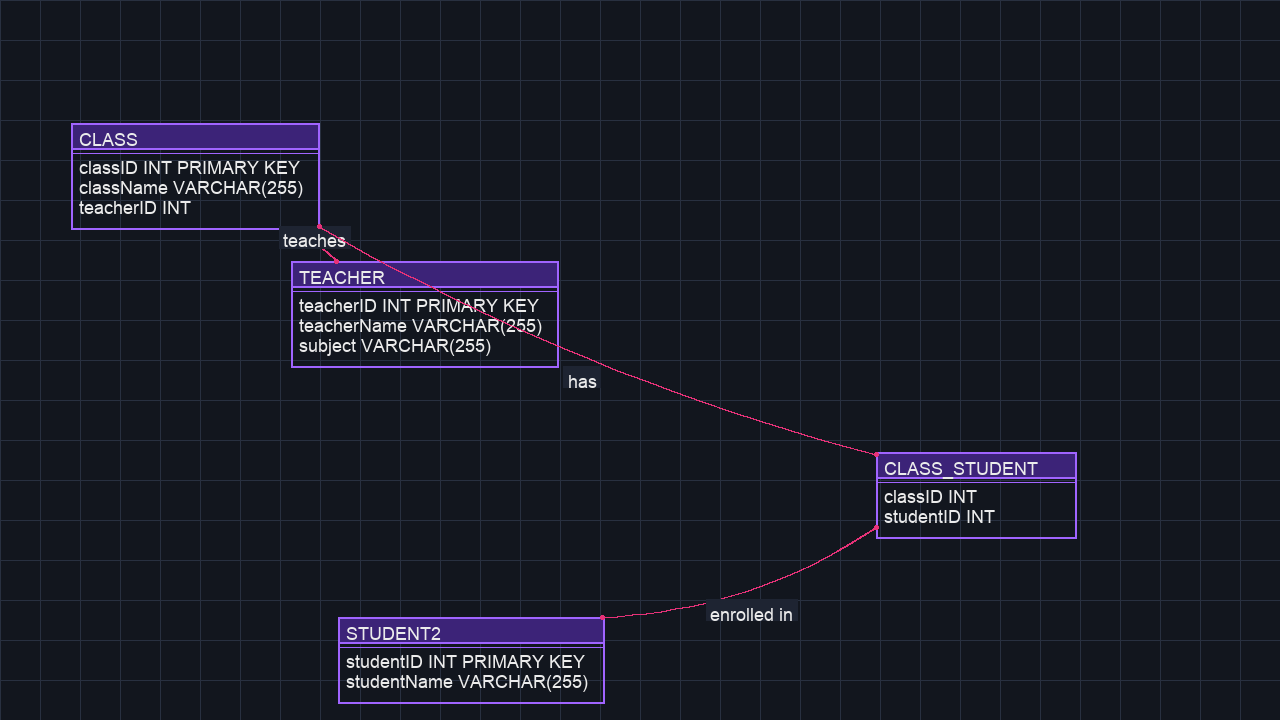 CLASS
classID INT PRIMARY KEY
className VARCHAR(255)
teacherID INT
teaches
TEACHER
teacherID INT PRIMARY KEY
teacherName VARCHAR(255)
subject VARCHAR(255)
has
CLASS_STUDENT
classID INT
studentID INT
enrolled in
STUDENT2
studentID INT PRIMARY KEY
studentName VARCHAR(255)